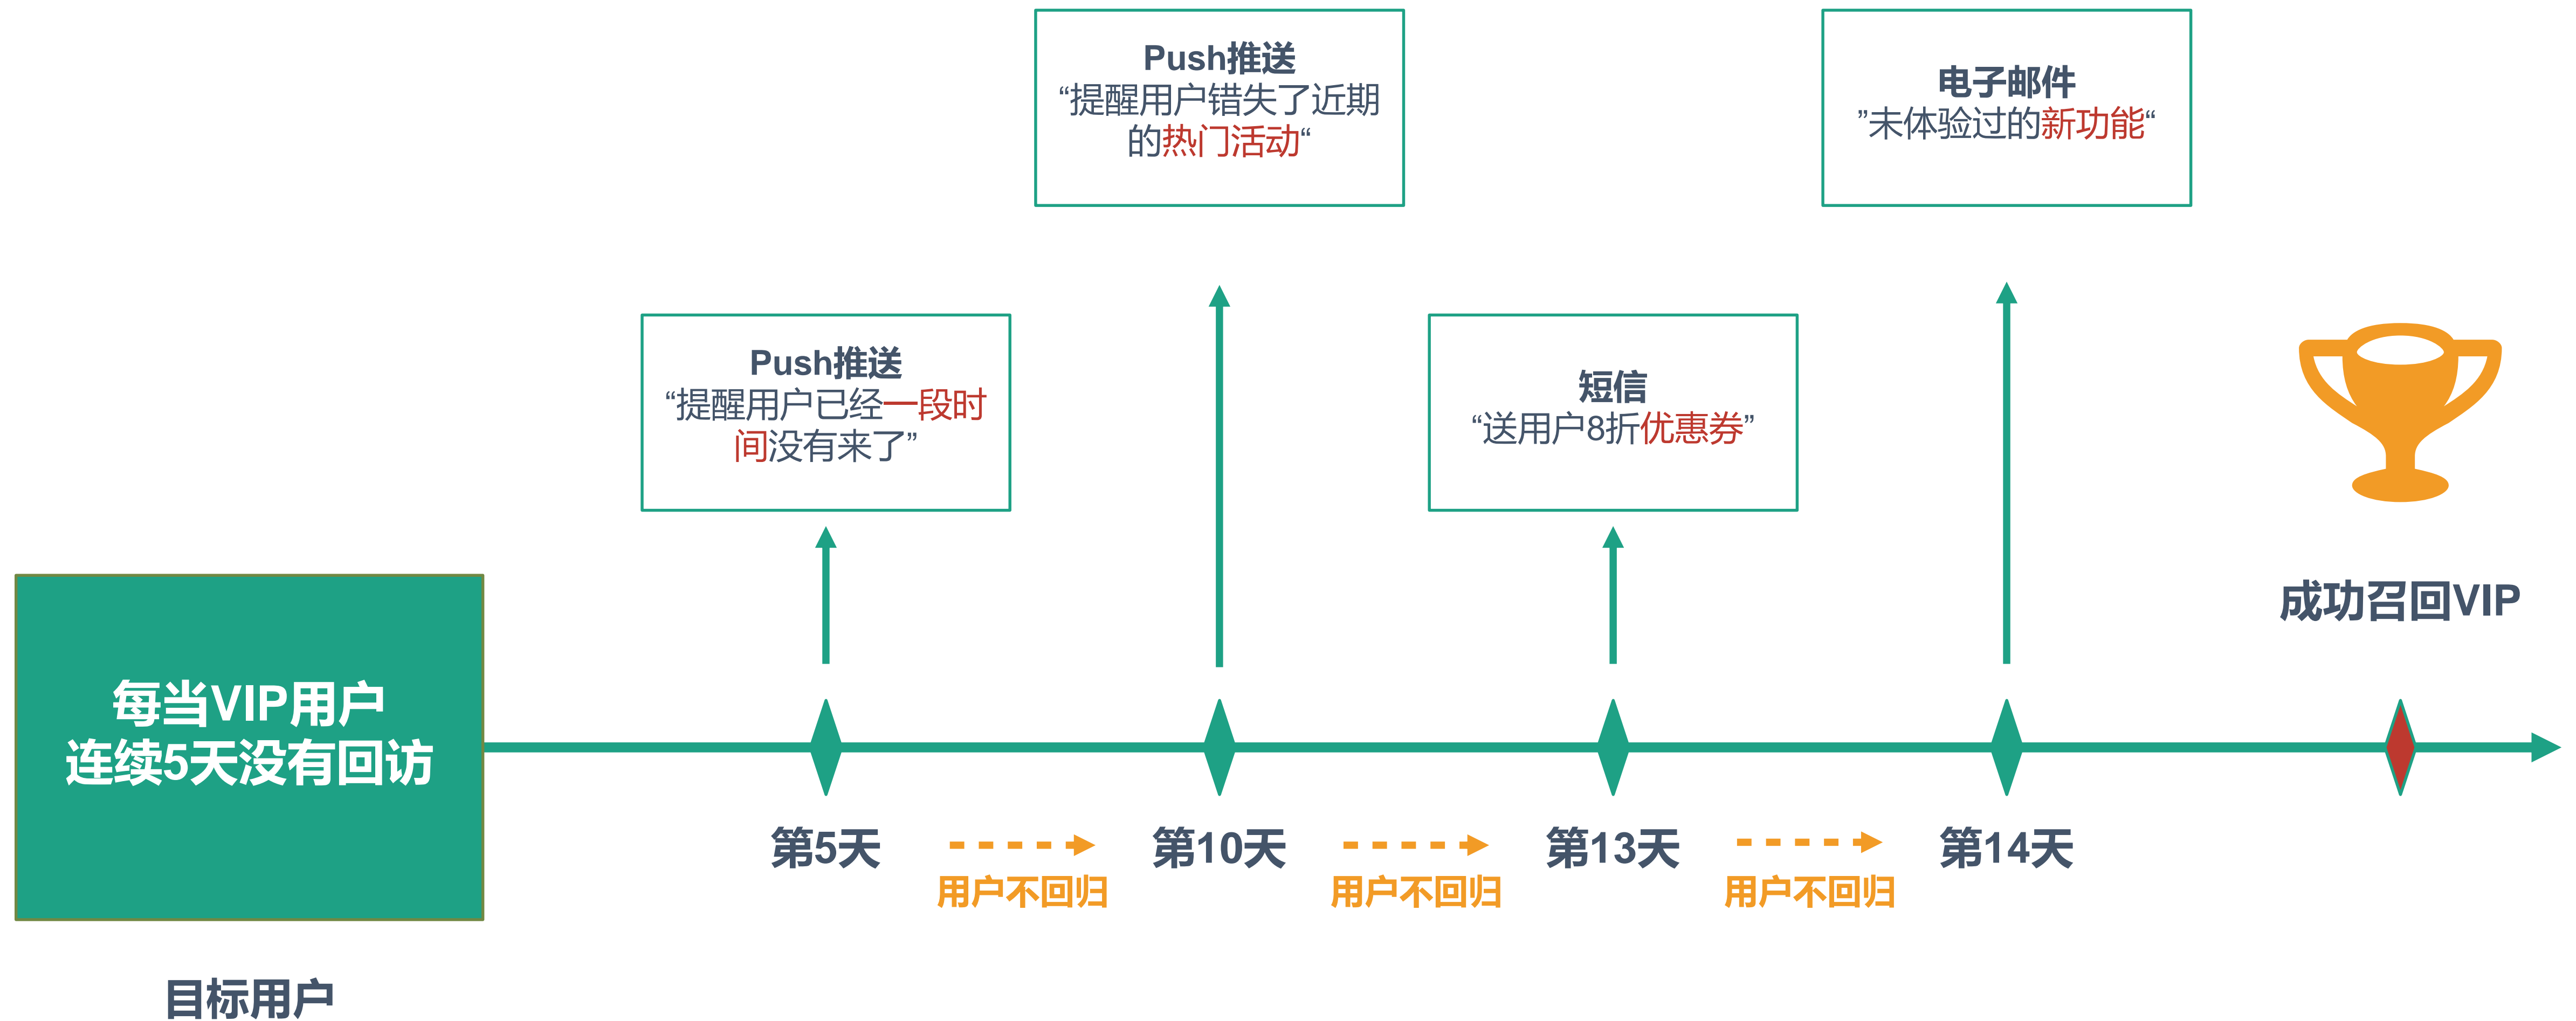 Push推送
“提醒用户错失了近期
的热门活动“
电子邮件
”未体验过的新功能“
Push推送
“提醒用户已经一段时
间没有来了”
短信
“送用户8折优惠券”
成功召回VIP
每当VIP用户
连续5天没有回访
第5天
用户不回归
第10天
用户不回归
第13天
用户不回归
第14天
目标用户